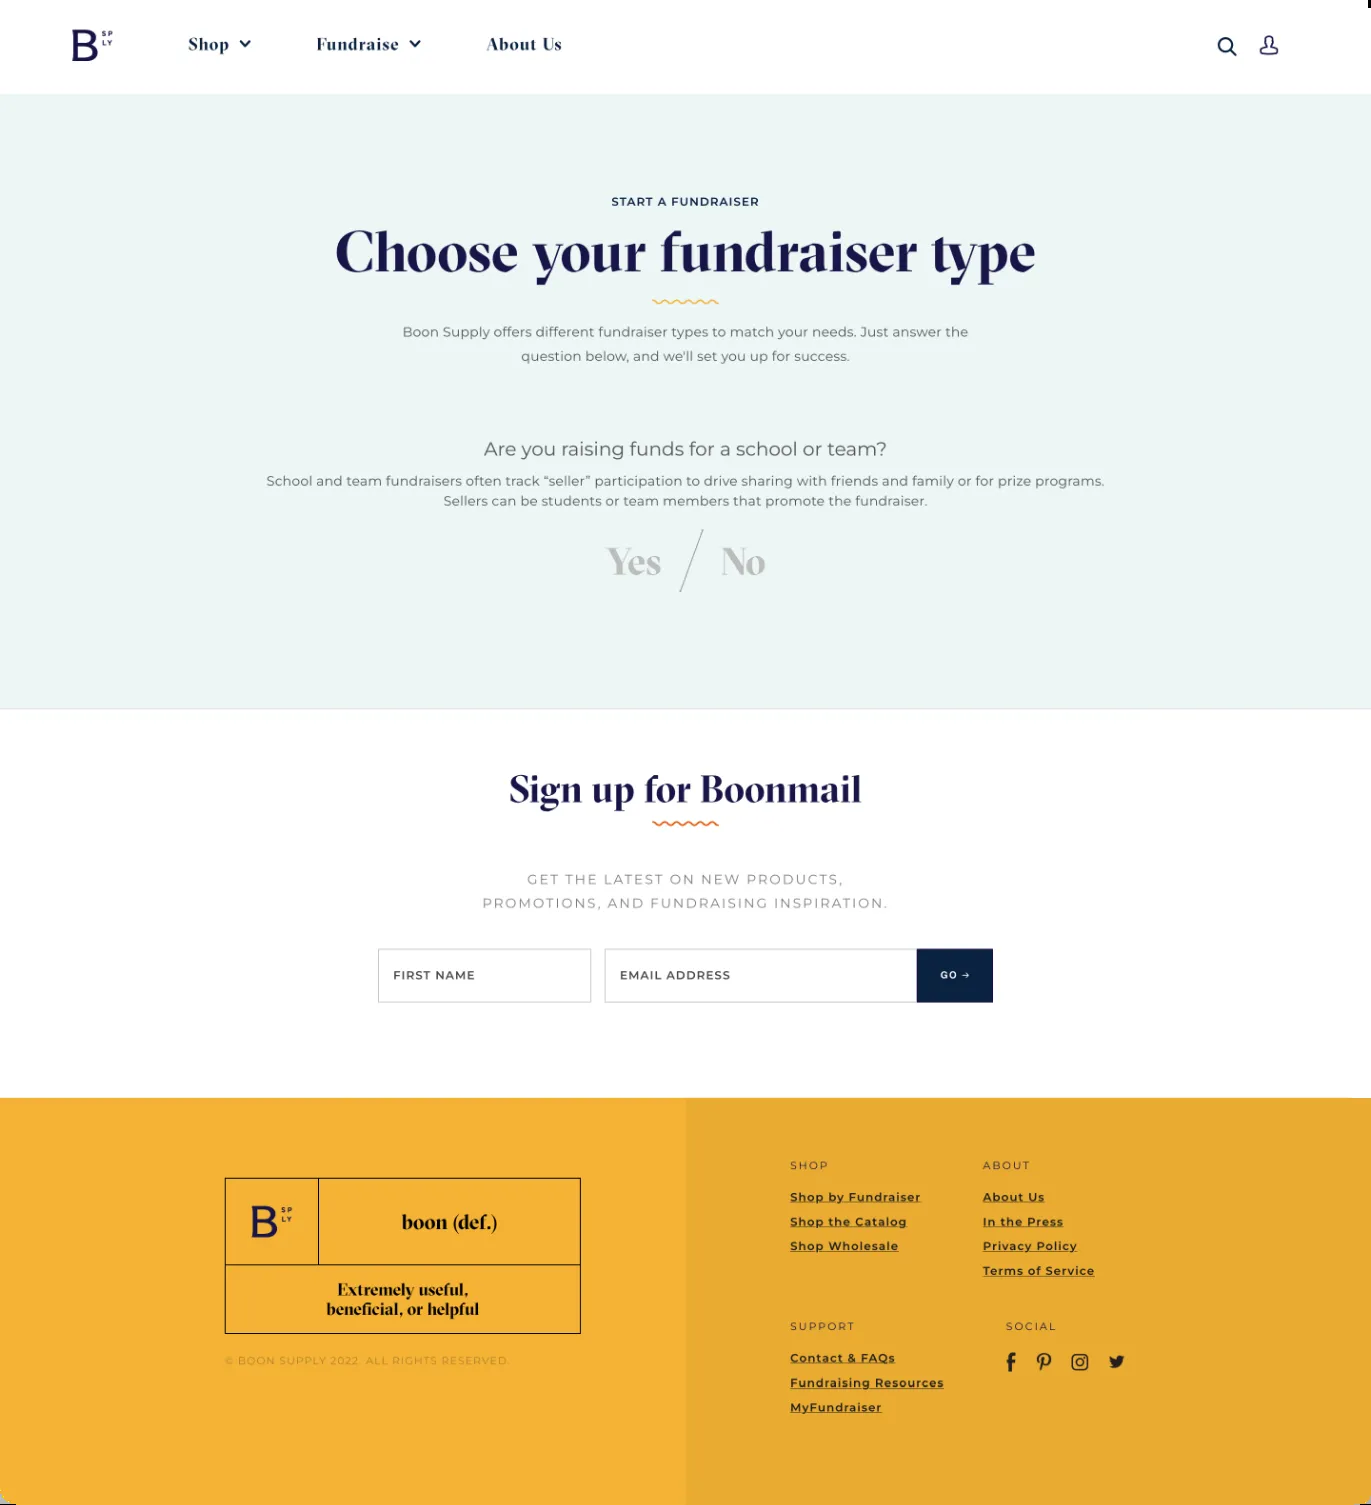 B SP LY
Shop
Fundraise
About Us
START A FUNDRAISER
Choose your fundraiser type
Boon Supply offers different fundraiser types to match your needs. Just answer the
question below, and we'll set you up for success.
Are you raising funds for a school or team?
School and team fundraisers often track “seller” participation to drive sharing with friends and family or for prize programs.
Sellers can be students or team members that promote the fundraiser.
Yes / No
Sign up for Boonmail
GET THE LATEST ON NEW PRODUCTS,
PROMOTIONS, AND FUNDRAISING INSPIRATION.
FIRST NAME
EMAIL ADDRESS
GO →
B SP LY
boon (def.)
Extremely useful,
beneficial, or helpful
© BOON SUPPLY 2022. ALL RIGHTS RESERVED.
SHOP
Shop by Fundraiser
Shop the Catalog
Shop Wholesale
ABOUT
About Us
In the Press
Privacy Policy
Terms of Service
SUPPORT
Contact & FAQs
Fundraising Resources
MyFundraiser
SOCIAL